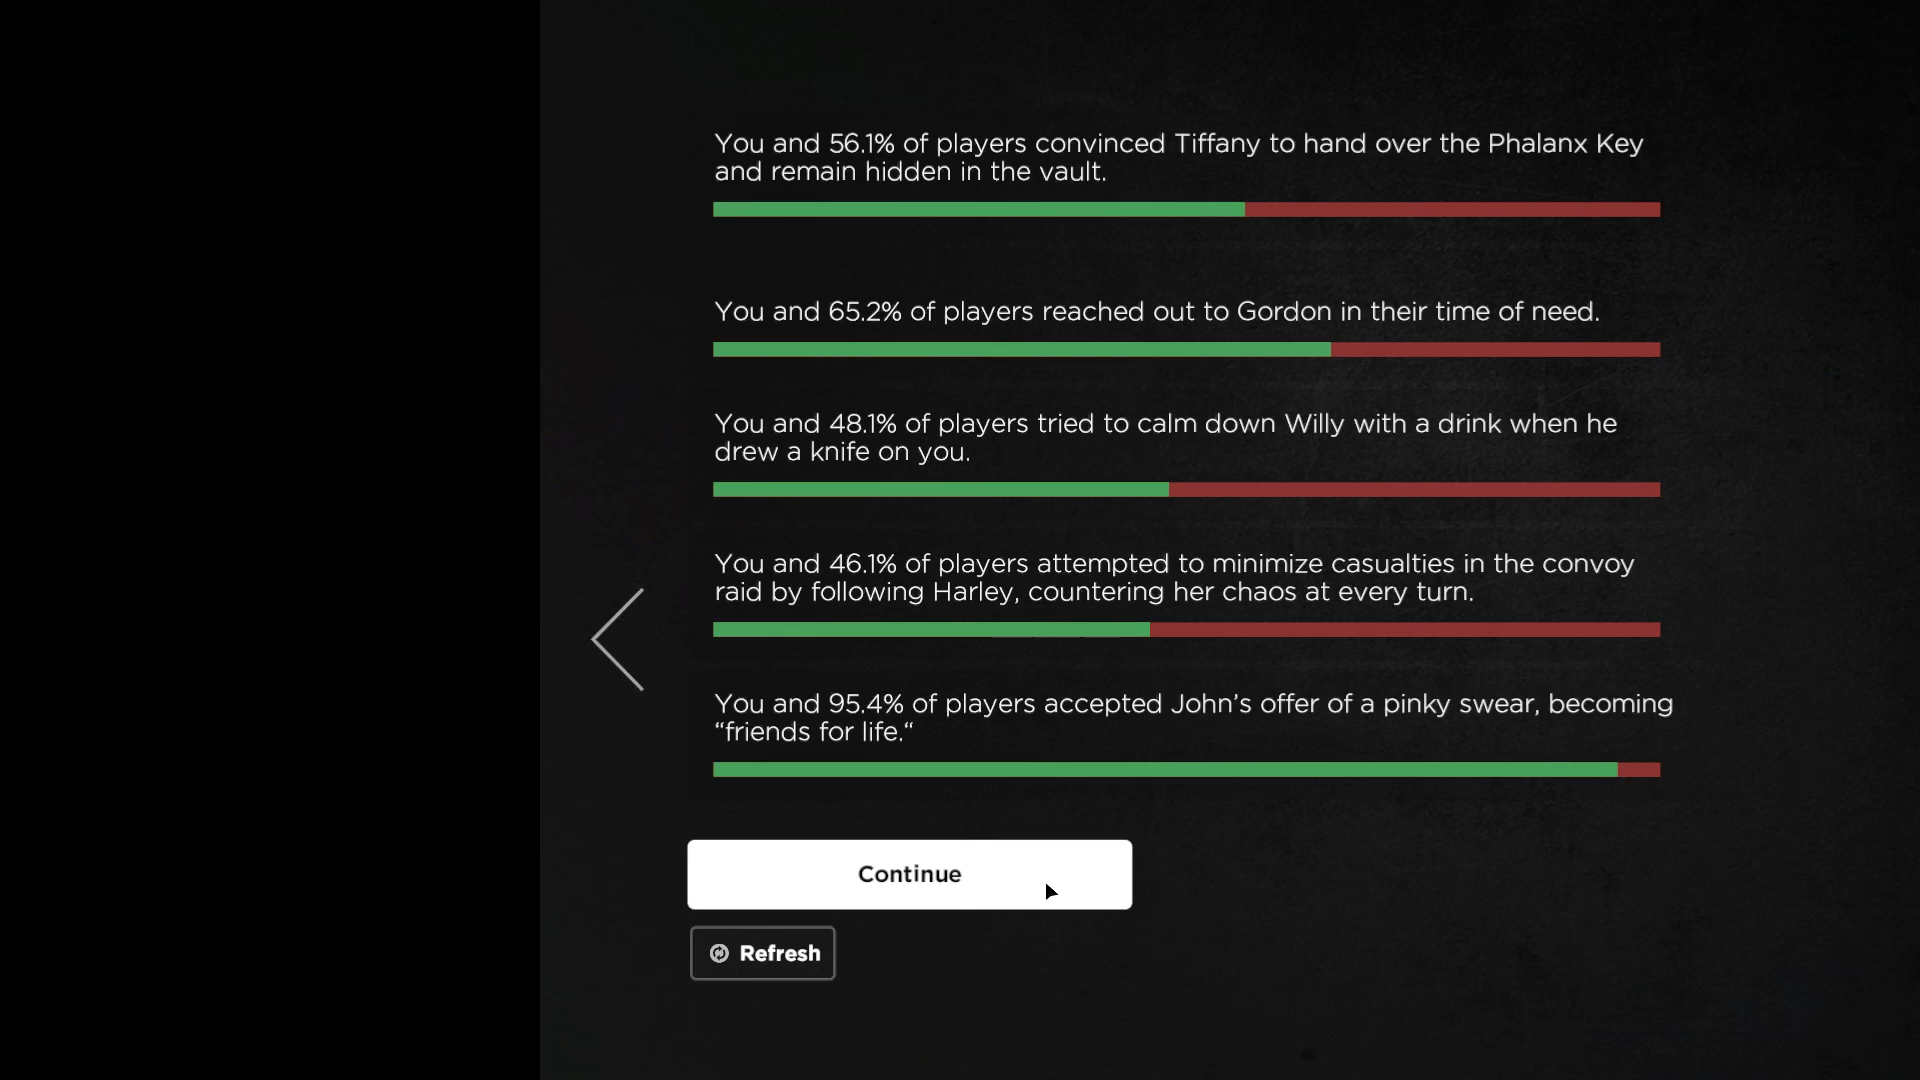 You and 56.1% of players convinced Tiffany to hand over the Phalanx Key
and remain hidden in the vault.
You and 65.2% of players reached out to Gordon in their time of need.
You and 48.1% of players tried to calm down Willy with a drink when he
drew a knife on you.
You and 46.1% of players attempted to minimize casualties in the convoy
raid by following Harley, countering her chaos at every turn.
You and 95.4% of players accepted John’s offer of a pinky swear, becoming
“friends for life.“
Continue
Refresh